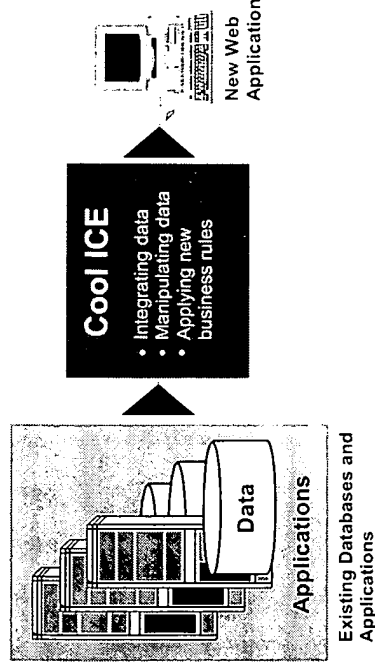 Data
Applications
Existing Databases and
Applications
Cool ICE
• Integrating data
• Manipulating data
• Applying new
business rules
New Web
Application